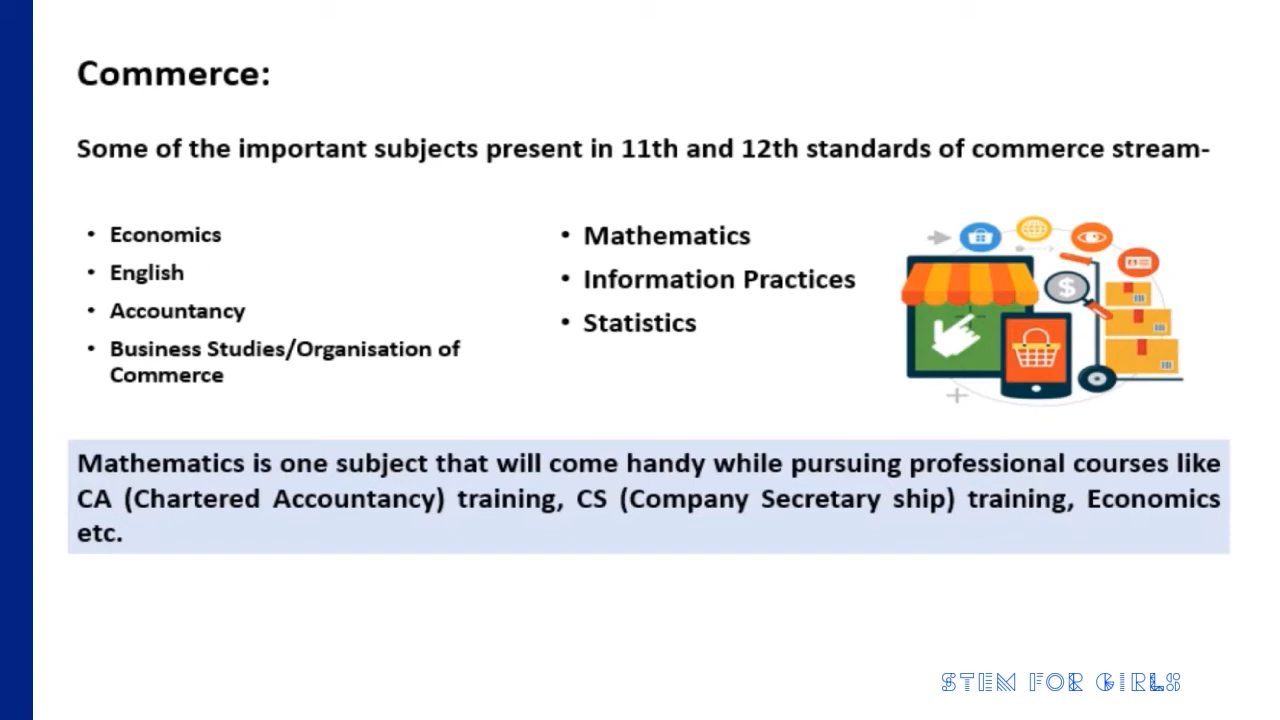 Commerce:
Some of the important subjects present in 11th and 12th standards of commerce stream-
• Economics
• English
• Accountancy
• Business Studies/Organisation of
Commerce
• Mathematics
• Information Practices
• Statistics
$
Mathematics is one subject that will come handy while pursuing professional courses like
CA (Chartered Accountancy) training, CS (Company Secretary ship) training, Economics
etc.
STEM FOR GIRLS